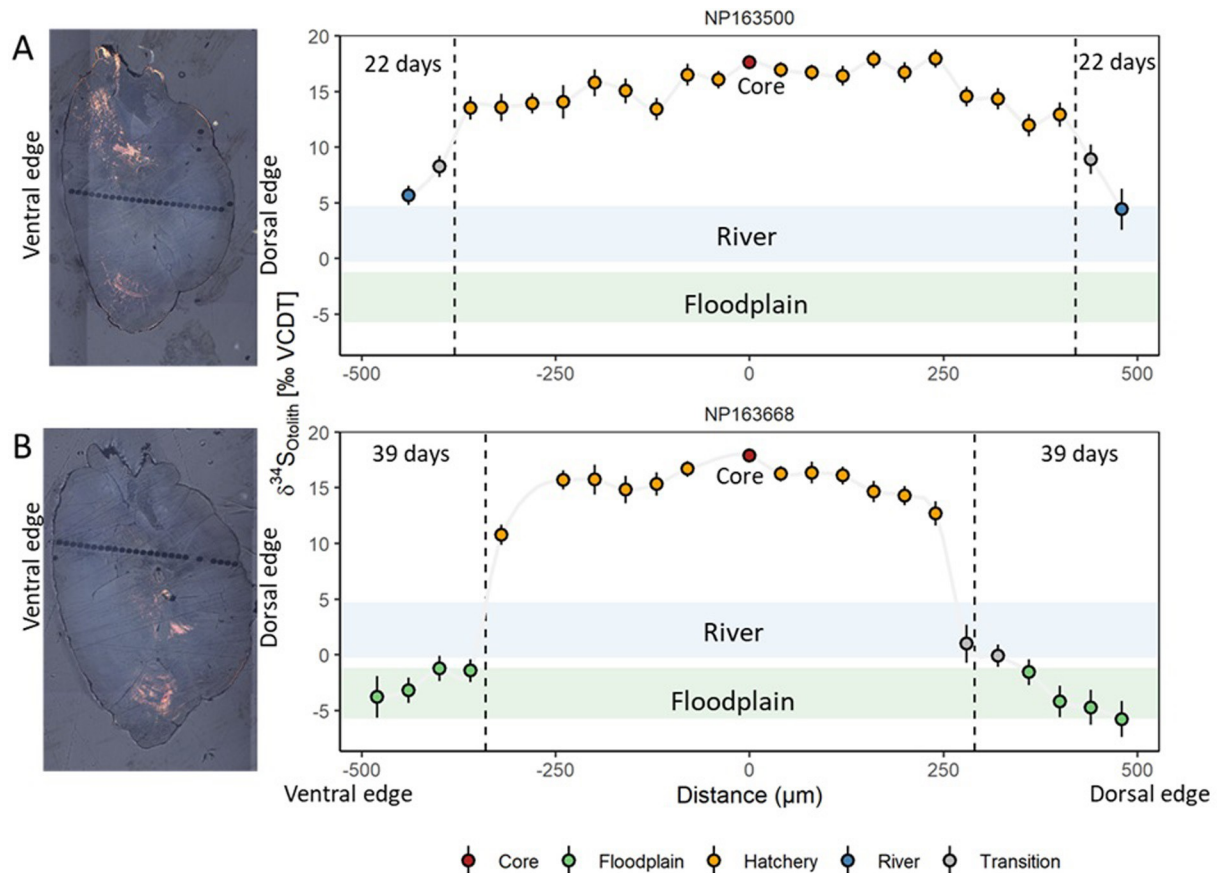 A
Ventral edge
Dorsal edge
NP163500
22 days
22 days
Core
River
Floodplain
20
15
10
5
0
-5
-500
-250
0
250
500
δ34SOtolith [‰ VCDT]
B
Ventral edge
Dorsal edge
NP163668
39 days
39 days
Core
River
Floodplain
20
15
10
5
0
-5
-500
-250
0
250
500
Ventral edge
Distance (µm)
Dorsal edge
Core
Floodplain
Hatchery
River
Transition